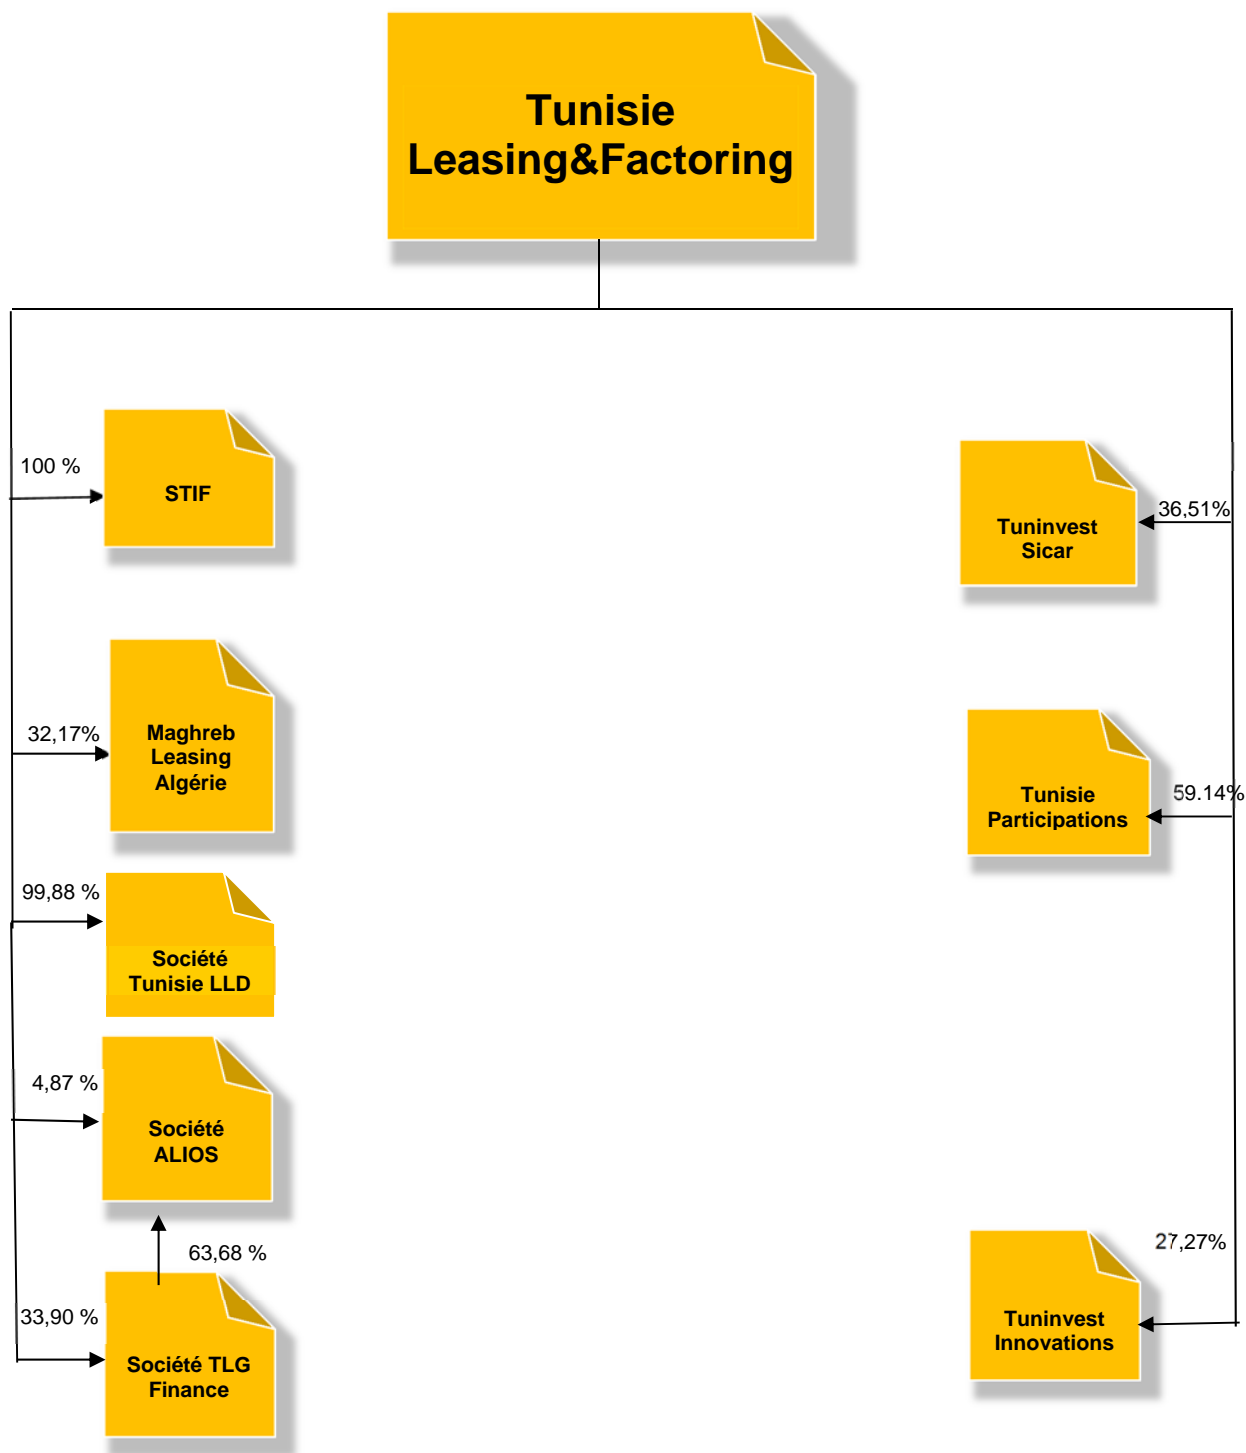 Tunisie
Leasing&Factoring
100 %
STIF
36,51%
Tuninvest
Sicar
32,17%
Maghreb
Leasing
Algérie
59.14%
Tunisie
Participations
99,88 %
Société
Tunisie LLD
4,87 %
Société
ALIOS
63,68 %
27,27%
33,90 %
Société TLG
Finance
Tuninvest
Innovations